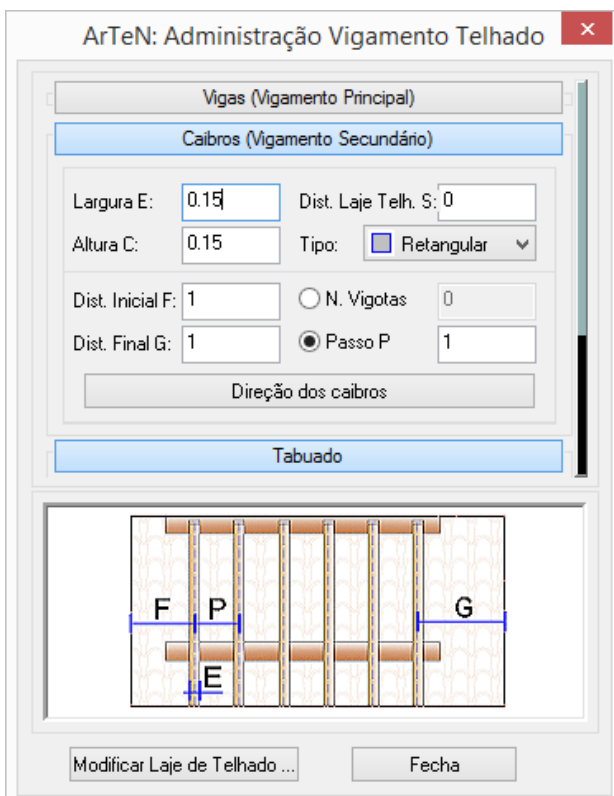 ArTeN: Administração Vigamento Telhado
Vigas (Vigamento Principal)
Caibros (Vigamento Secundário)
Largura E: 0.15 Dist. Laje Telh. S: 0
Altura C: 0.15 Tipo: Retangular
Dist. Inicial F: 1 N. Vigotas 0
Dist. Final G: 1 Passo P 1
Direção dos caibros
Tabuado
F P G
E
Modificar Laje de Telhado ... Fecha